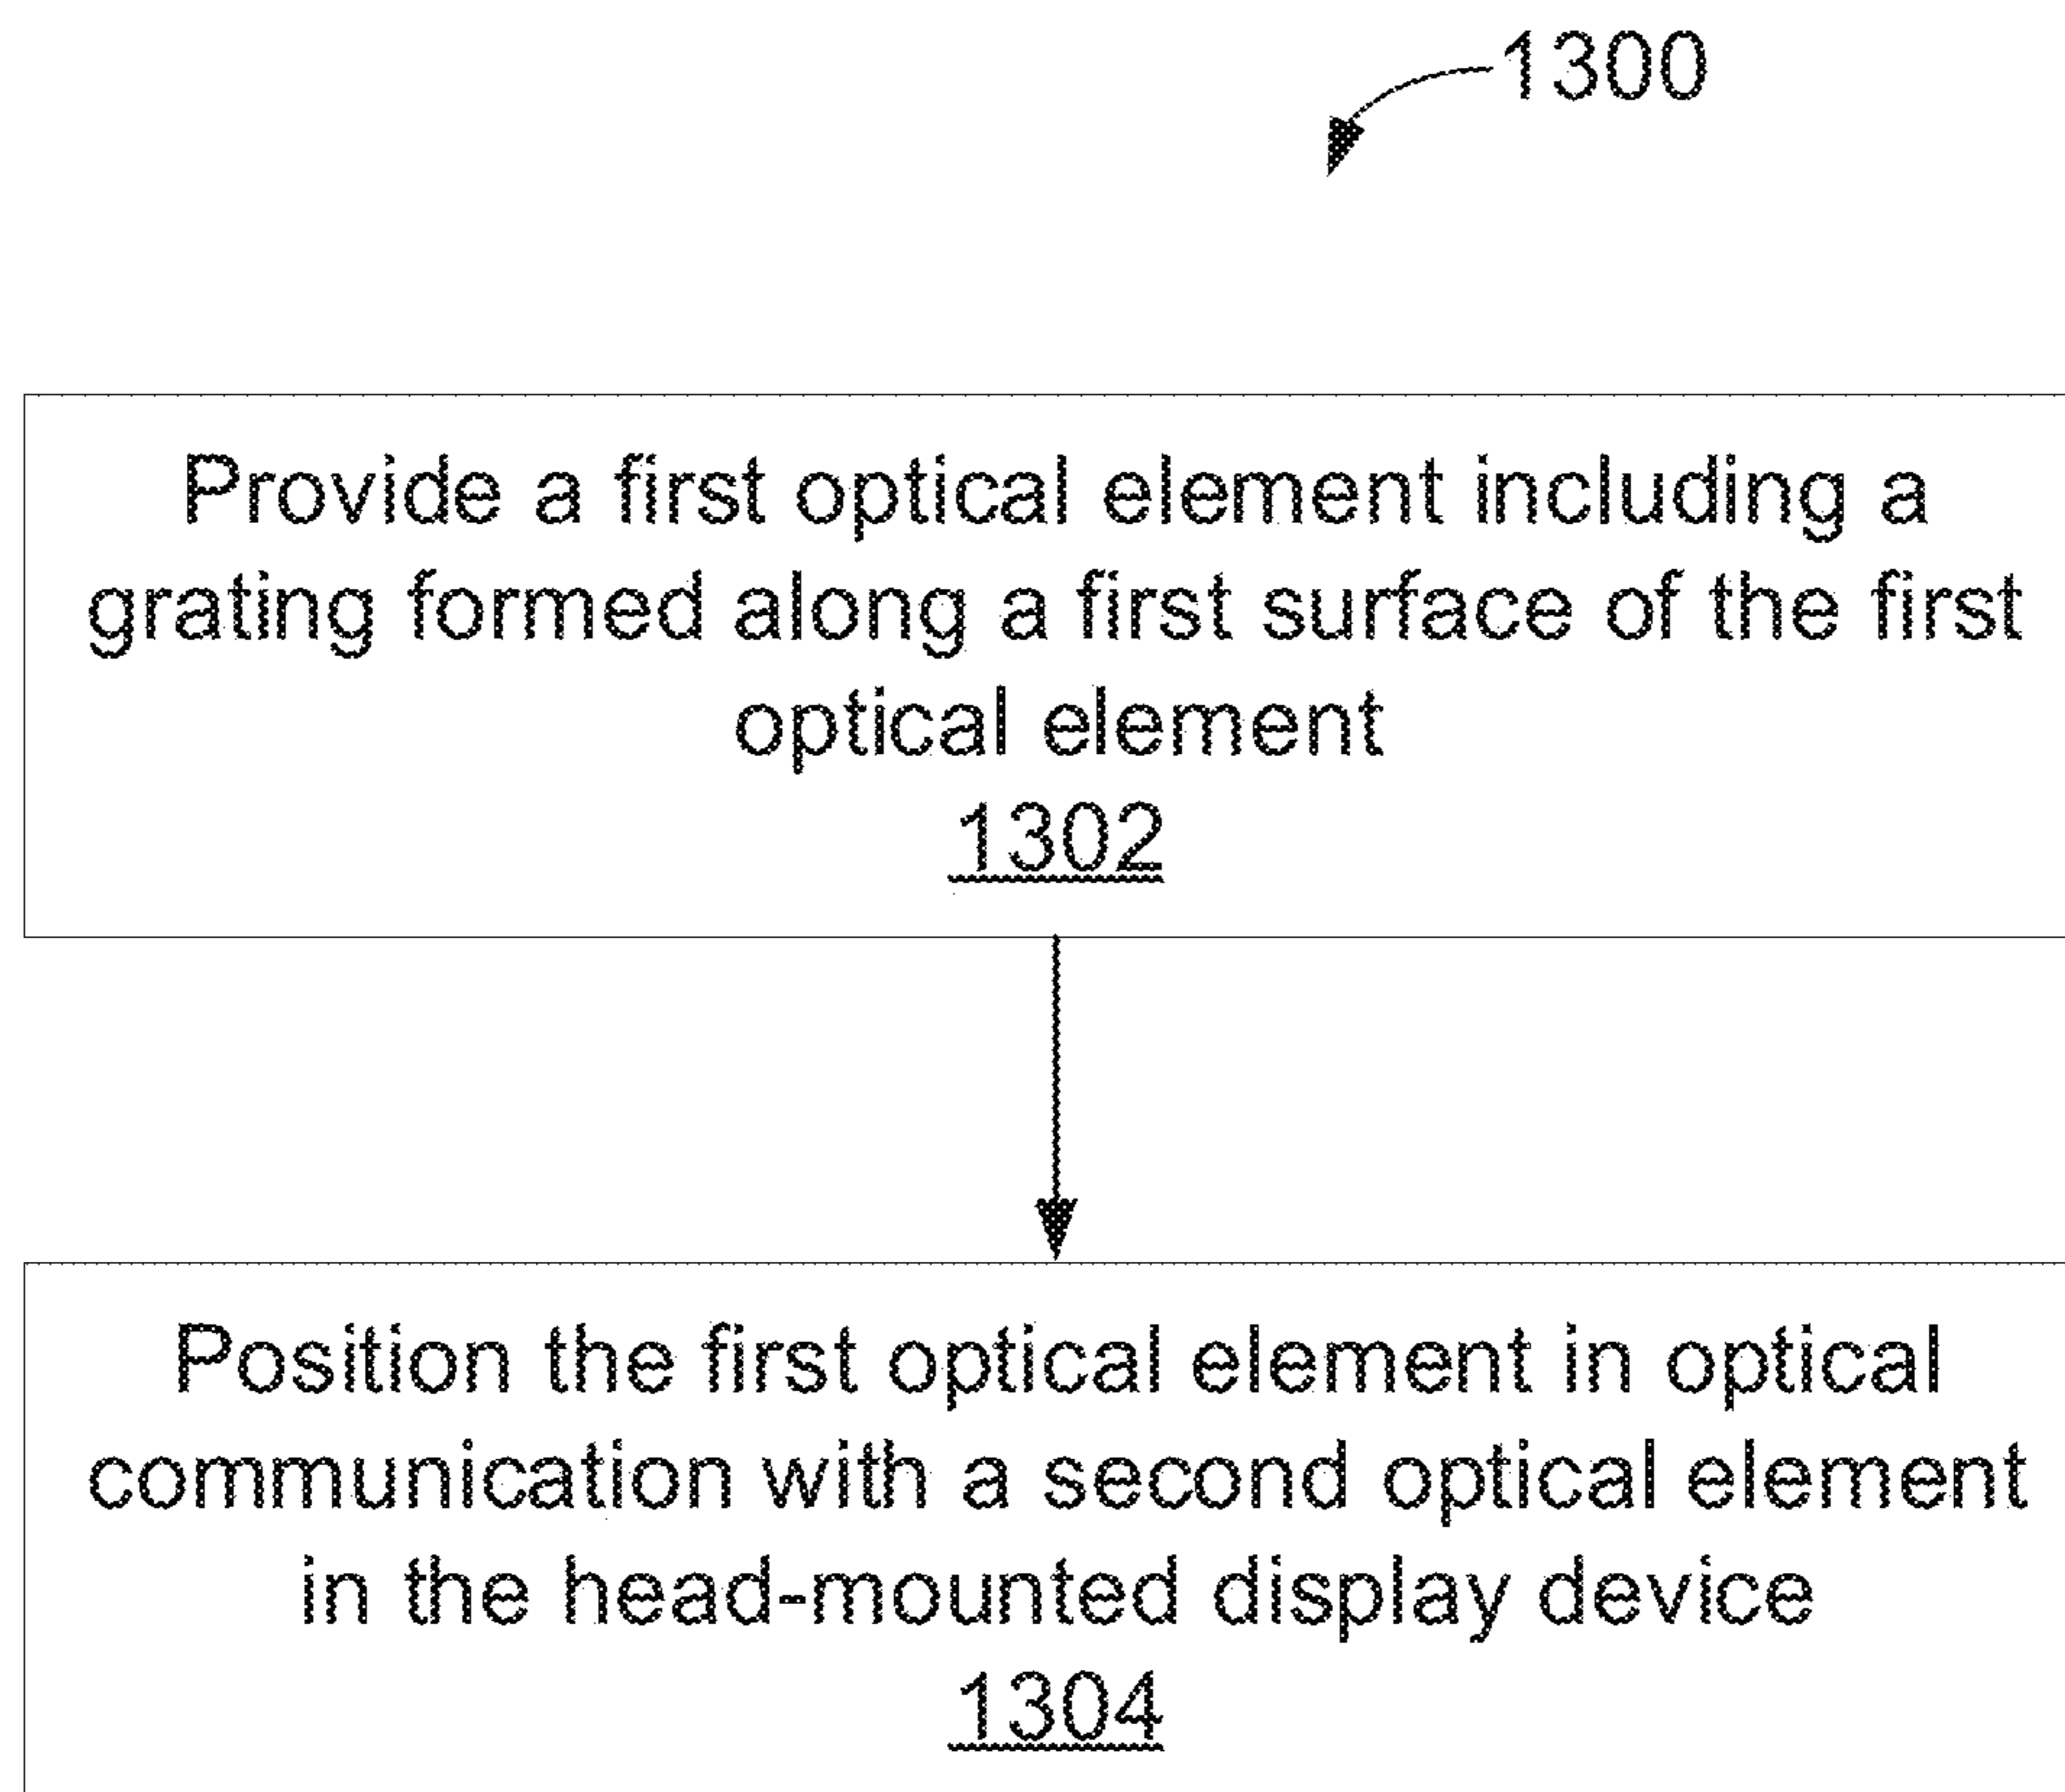 1300
Provide a first optical element including a
grating formed along a first surface of the first
optical element
1302
Position the first optical element in optical
communication with a second optical element
in the head-mounted display device
1304